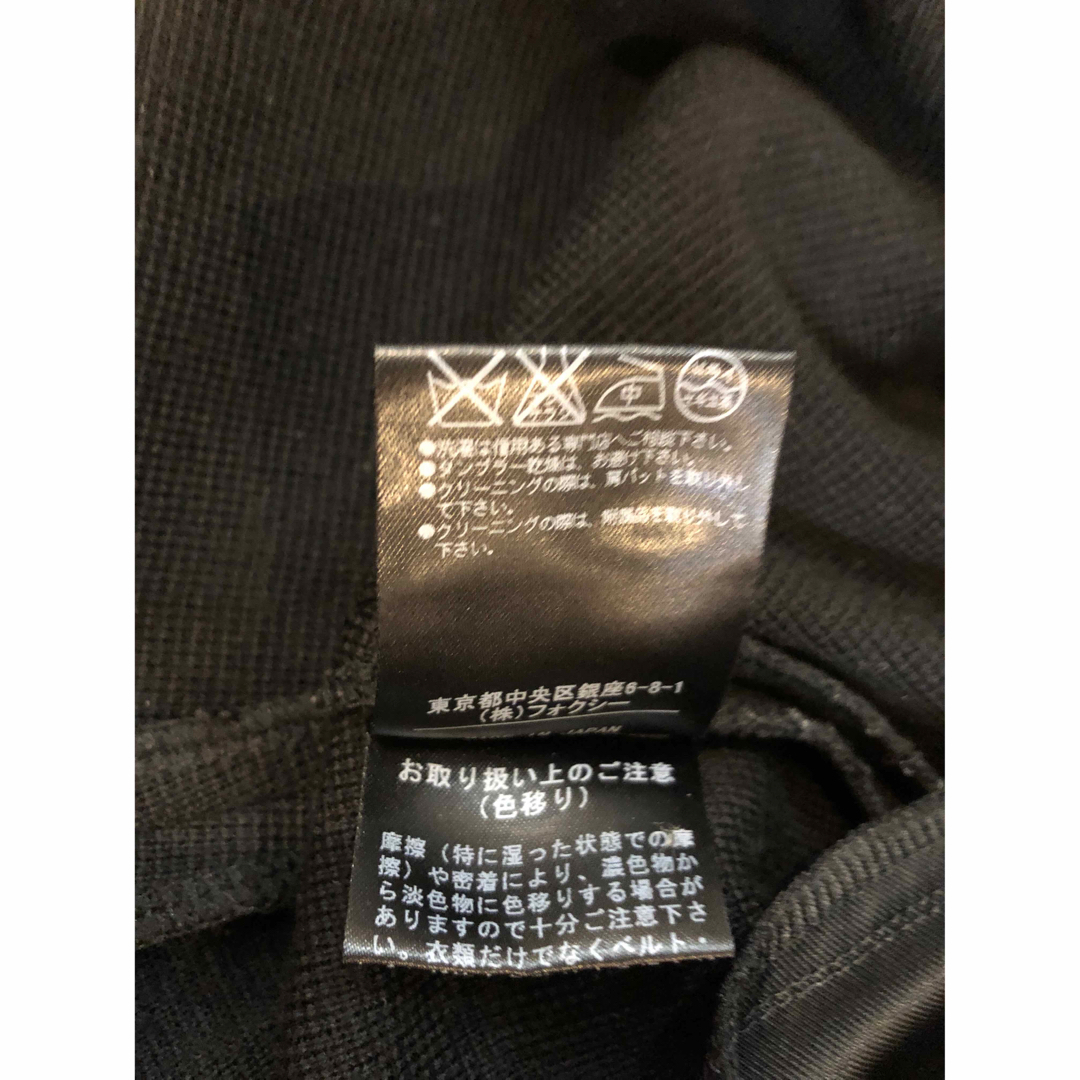 中
●洗濯は信用ある専門店へご相談下さい。
●タンブラー乾燥は、お避け下さい。
●クリーニングの際は、肩パットを取り外し
て下さい。
●クリーニングの際は、附属品を取り外して
下さい。
東京都中央区銀座6-8-1
(株)フォクシー
JAPAN
お取り扱い上のご注意
(色移り)
摩擦(特に湿った状態での摩
擦)や密着により、濃色物か
ら淡色物に色移りする場合が
ありますので十分ご注意下さ
い。衣類だけでなくベルト・